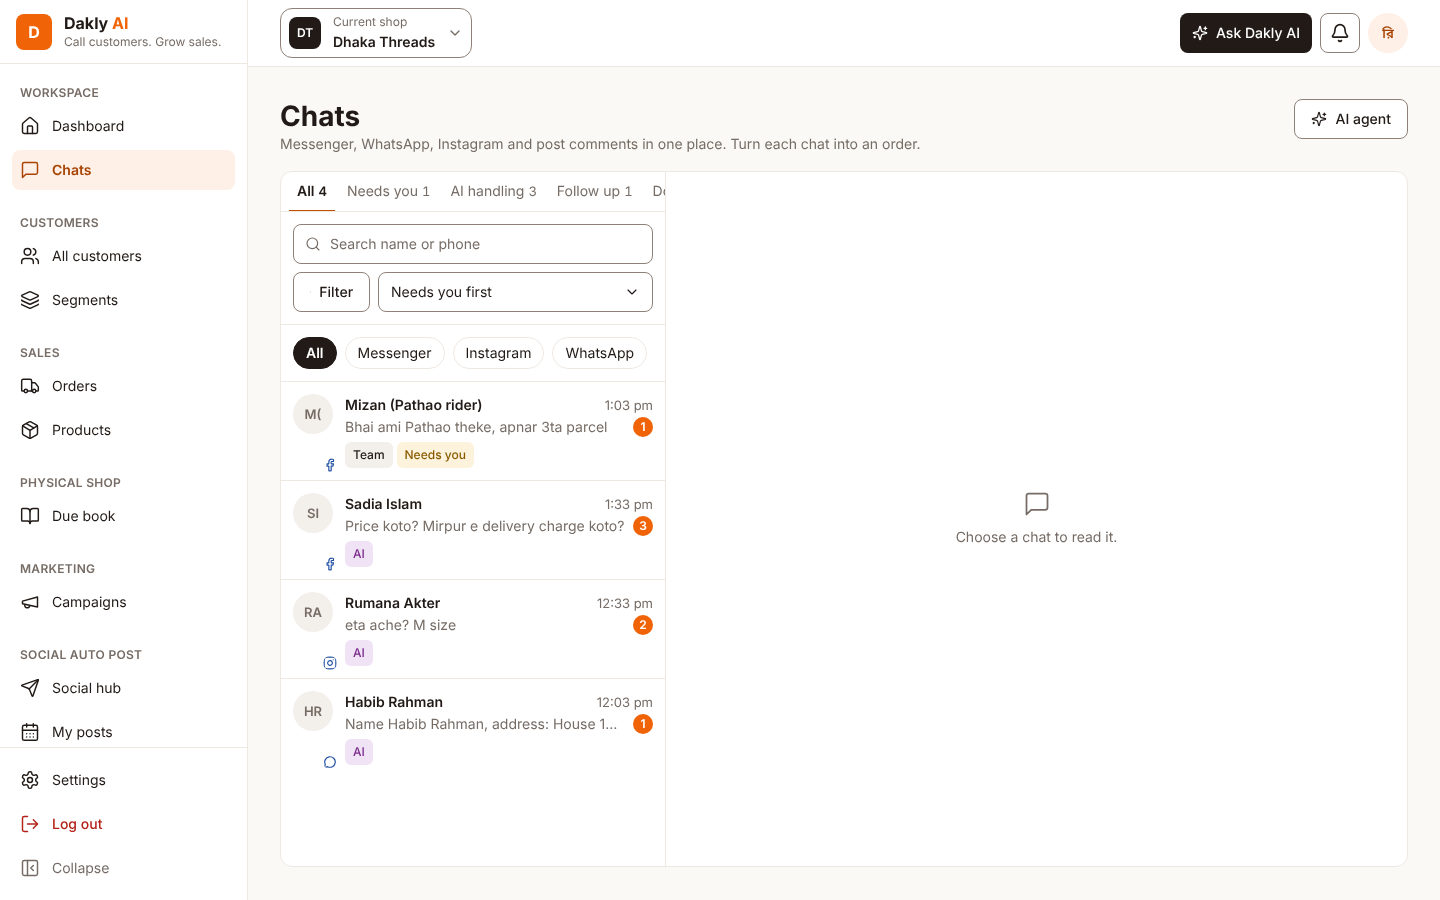 D
Dakly AI
Call customers. Grow sales.
WORKSPACE
Dashboard
Chats
CUSTOMERS
All customers
Segments
SALES
Orders
Products
PHYSICAL SHOP
Due book
MARKETING
Campaigns
SOCIAL AUTO POST
Social hub
My posts
Settings
Log out
Collapse
DT
Current shop
Dhaka Threads
Ask Dakly AI
রি
Chats
Messenger, WhatsApp, Instagram and post comments in one place. Turn each chat into an order.
AI agent
All 4 Needs you 1 AI handling 3 Follow up 1
Search name or phone
Filter
Needs you first
All Messenger Instagram WhatsApp
M(
Mizan (Pathao rider) 1:03 pm
Bhai ami Pathao theke, apnar 3ta parcel 1
Team Needs you
SI
Sadia Islam 1:33 pm
Price koto? Mirpur e delivery charge koto? 3
AI
RA
Rumana Akter 12:33 pm
eta ache? M size 2
AI
HR
Habib Rahman 12:03 pm
Name Habib Rahman, address: House 1... 1
AI
Choose a chat to read it.